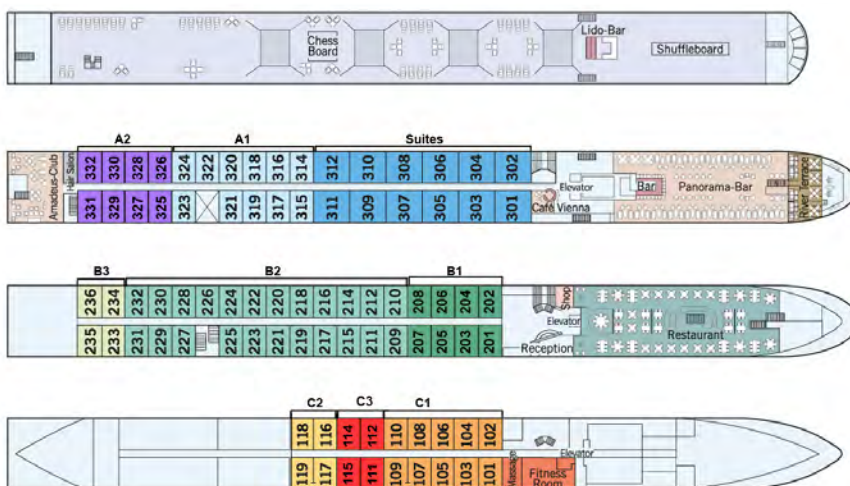 Chess
Board
Lido-Bar
Shuffleboard
A2 A1 Suites
332 330 328 326 324 322 320 318 316 314 312 310 308 306 304 302
Amadeus-Club
Hair Salon
Elevator
Bar
Panorama-Bar
River Terrace
331 329 327 325 323 321 319 317 315 311 309 307 305 303 301
Café Vienna
B3 B2 B1
236 234 232 230 228 226 224 222 220 218 216 214 212 210 208 206 204 202
Shop
Elevator
Restaurant
235 233 231 229 227 225 223 221 219 217 215 211 209 207 205 203 201
Reception
C2 C3 C1
118 116 114 112 110 108 106 104 102
Elevator
119 117 115 111 109 107 105 103 101
Massage
Fitness
Room